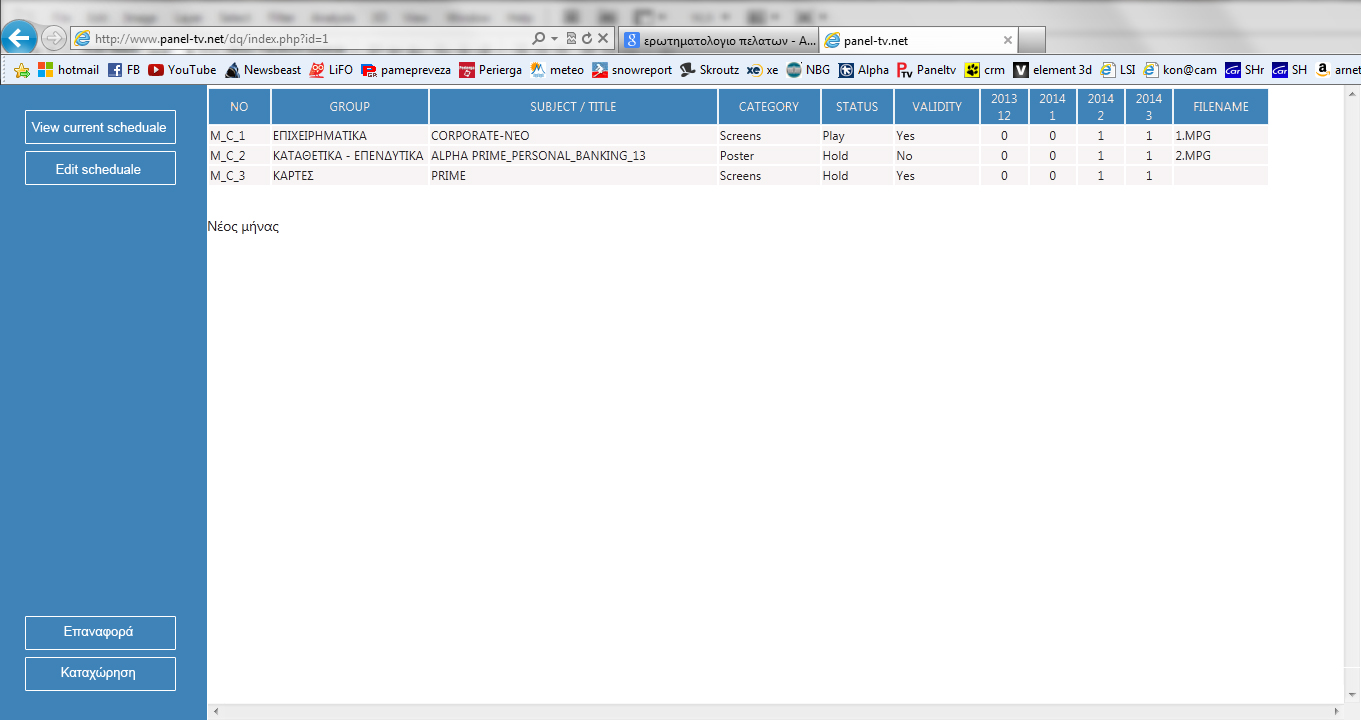 http://www.panel-tv.net/dq/index.php?id=1
ερωτηματολογιο πελατων - A...
panel-tv.net
hotmail FB YouTube Newsbeast LiFO pamepreveza Perierga meteo snowreport Skroutz xe NBG Alpha Paneltv crm element 3d LSI kon@cam SHr SH arnet
View current scheduale
Edit scheduale
NO GROUP SUBJECT / TITLE CATEGORY STATUS VALIDITY 2013 12 2014 1 2014 2 2014 3 FILENAME
M_C_1 ΕΠΙΧΕΙΡΗΜΑΤΙΚΑ CORPORATE-ΝΈΟ Screens Play Yes 0 0 1 1 1.MPG
M_C_2 ΚΑΤΑΘΕΤΙΚΑ - ΕΠΕΝΔΥΤΙΚΑ ALPHA PRIME_PERSONAL_BANKING_13 Poster Hold No 0 0 1 1 2.MPG
M_C_3 ΚΑΡΤΕΣ PRIME Screens Hold Yes 0 0 1 1
Νέος μήνας
Επαναφορά
Καταχώρηση